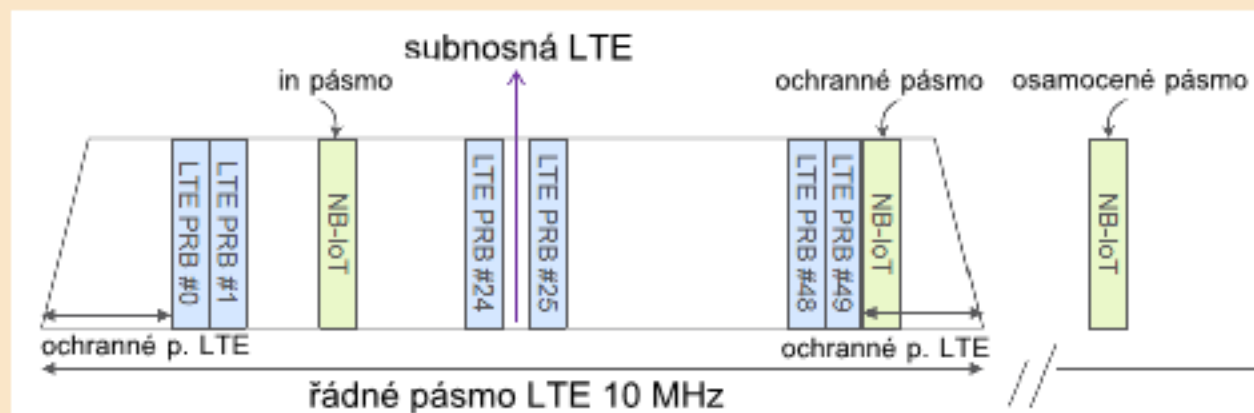 subnosná LTE
in pásmo
ochranné pásmo
osamocené pásmo
LTE PRB #0
LTE PRB #1
NB-IoT
LTE PRB #24
LTE PRB #25
LTE PRB #48
LTE PRB #49
NB-IoT
NB-IoT
ochranné p. LTE
ochranné p. LTE
řádné pásmo LTE 10 MHz